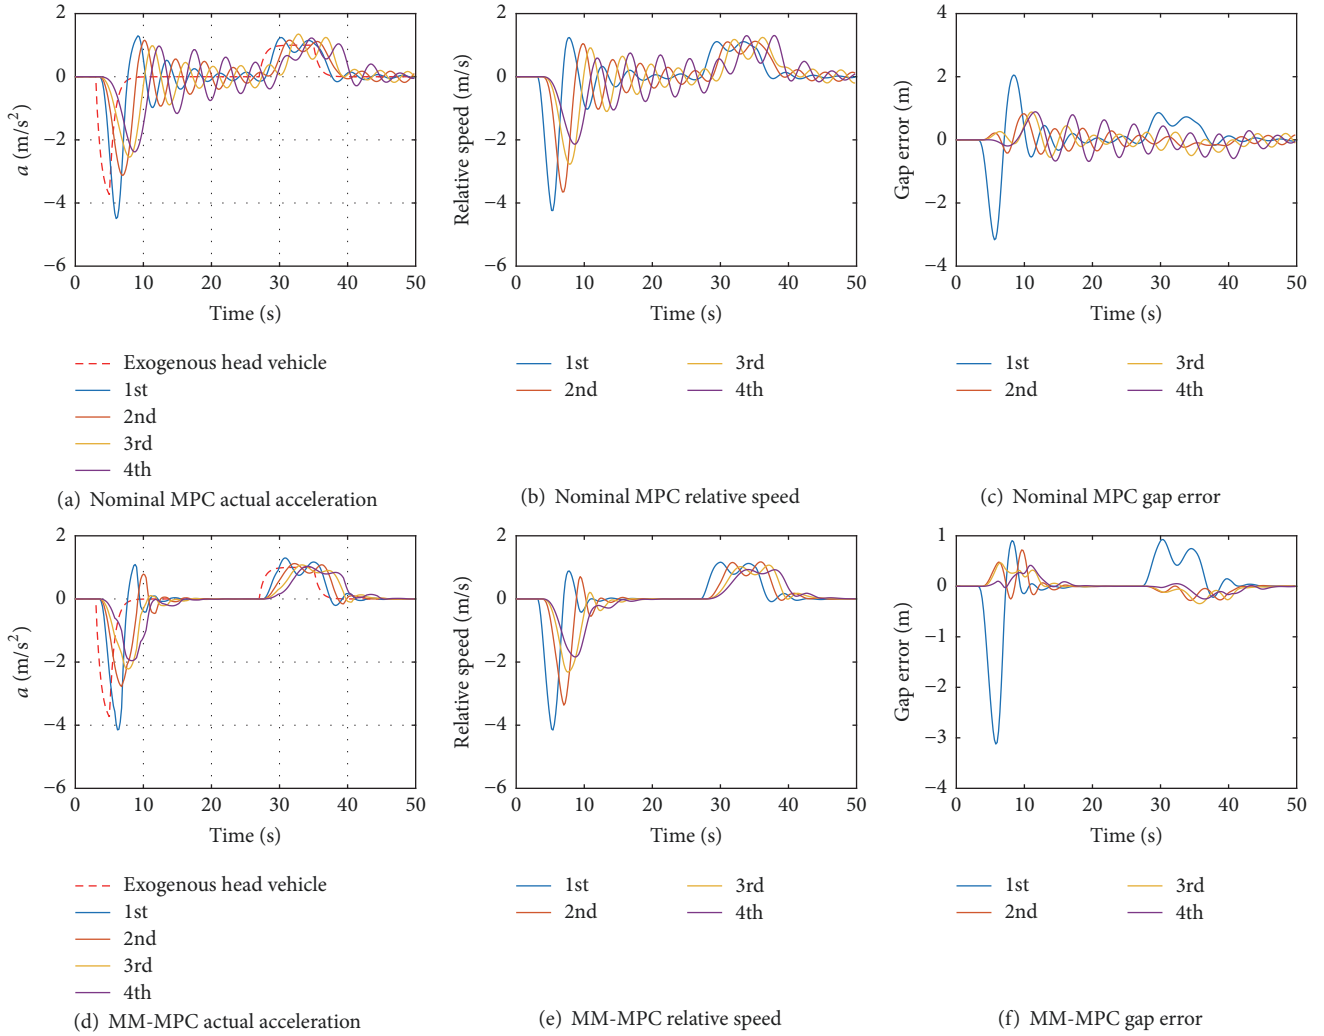 2
0
−2
−4
−6
a (m/s²)
0 10 20 30 40 50
Time (s)
Exogenous head vehicle
1st
2nd
3rd
4th
(a) Nominal MPC actual acceleration
2
0
−2
−4
−6
Relative speed (m/s)
0 10 20 30 40 50
Time (s)
1st
2nd
3rd
4th
(b) Nominal MPC relative speed
4
2
0
−2
−4
Gap error (m)
0 10 20 30 40 50
Time (s)
1st
2nd
3rd
4th
(c) Nominal MPC gap error
2
0
−2
−4
−6
a (m/s²)
0 10 20 30 40 50
Time (s)
Exogenous head vehicle
1st
2nd
3rd
4th
(d) MM-MPC actual acceleration
2
0
−2
−4
−6
Relative speed (m/s)
0 10 20 30 40 50
Time (s)
1st
2nd
3rd
4th
(e) MM-MPC relative speed
1
0
−1
−2
−3
4
Gap error (m)
0 10 20 30 40 50
Time (s)
1st
2nd
3rd
4th
(f) MM-MPC gap error